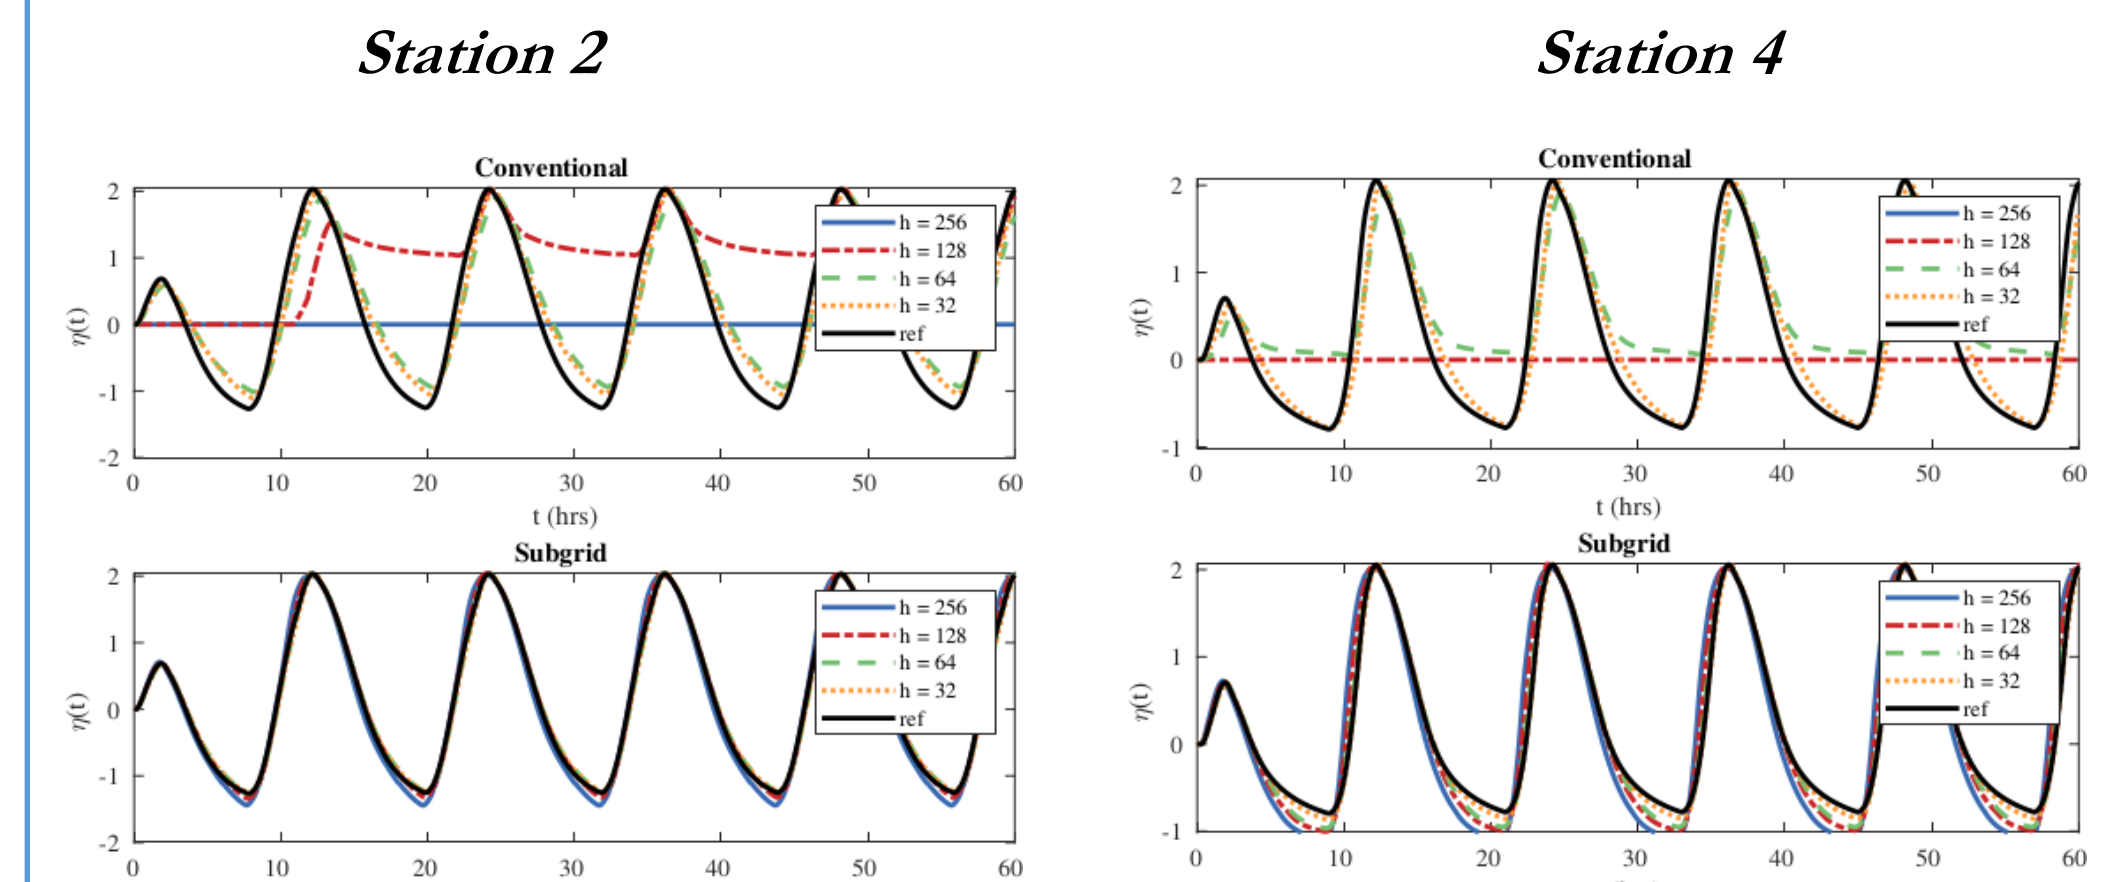 Station 2
Station 4
Conventional
2
1
0
-1
-2
η(t)
0 10 20 30 40 50 60
t (hrs)
h = 256
h = 128
h = 64
h = 32
ref
Conventional
2
1
0
-1
η(t)
0 10 20 30 40 50 60
t (hrs)
h = 256
h = 128
h = 64
h = 32
ref
Subgrid
2
1
0
-1
-2
η(t)
0 10 20 30 40 50 60
h = 256
h = 128
h = 64
h = 32
ref
Subgrid
2
1
0
-1
η(t)
0 10 20 30 40 50 60
h = 256
h = 128
h = 64
h = 32
ref